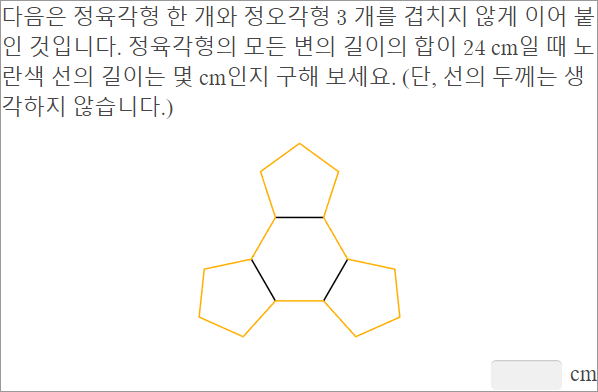 다음은 정육각형 한 개와 정오각형 3 개를 겹치지 않게 이어 붙
인 것입니다. 정육각형의 모든 변의 길이의 합이 24 cm일 때 노
란색 선의 길이는 몇 cm인지 구해 보세요. (단, 선의 두께는 생
각하지 않습니다.)
cm